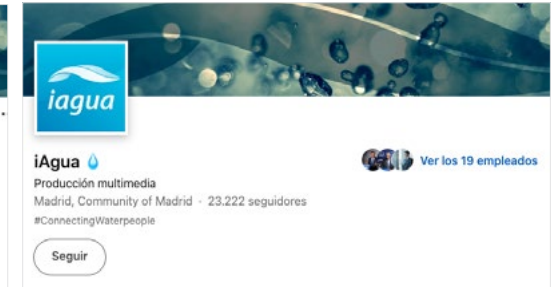 iagua
iAgua
Ver los 19 empleados
Producción multimedia
Madrid, Community of Madrid · 23.222 seguidores
#ConnectingWaterpeople
Seguir